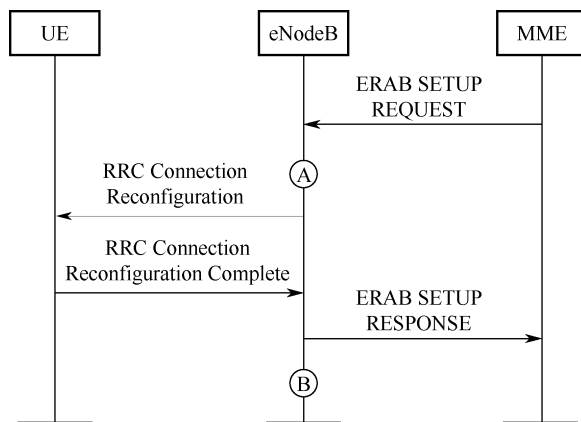 UE
eNodeB
MME
ERAB SETUP
REQUEST
A
RRC Connection
Reconfiguration
RRC Connection
Reconfiguration Complete
ERAB SETUP
RESPONSE
B